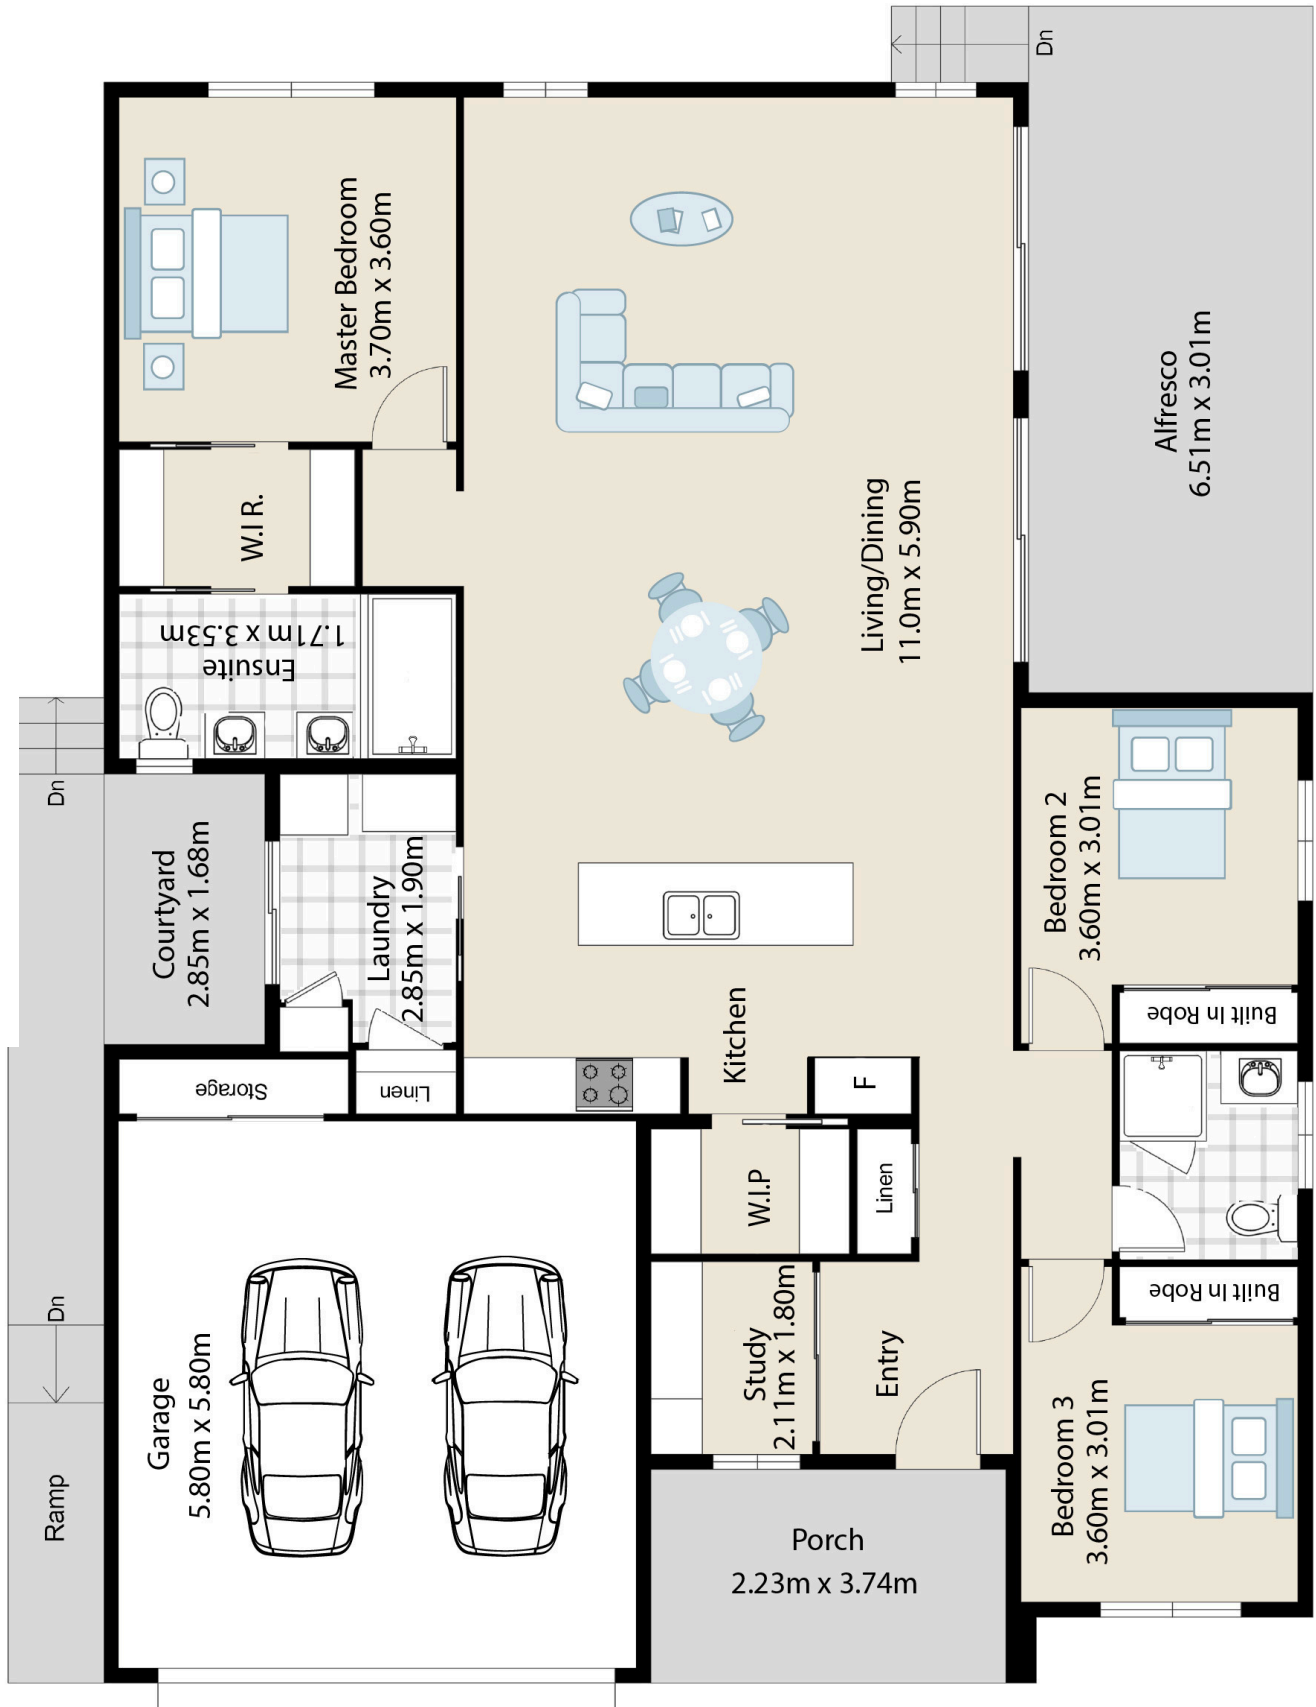 Dn
Master Bedroom
3.70m x 3.60m
W.I R.
Ensuite
1.71m x 3.53m
Living/Dining
11.0m x 5.90m
Alfresco
6.51m x 3.01m
Dn
Courtyard
2.85m x 1.68m
Laundry
2.85m x 1.90m
Bedroom 2
3.60m x 3.01m
Built In Robe
Kitchen
Storage
Linen
F
W.I.P
Linen
Dn
Ramp
Garage
5.80m x 5.80m
Study
2.11m x 1.80m
Entry
Built In Robe
Bedroom 3
3.60m x 3.01m
Porch
2.23m x 3.74m